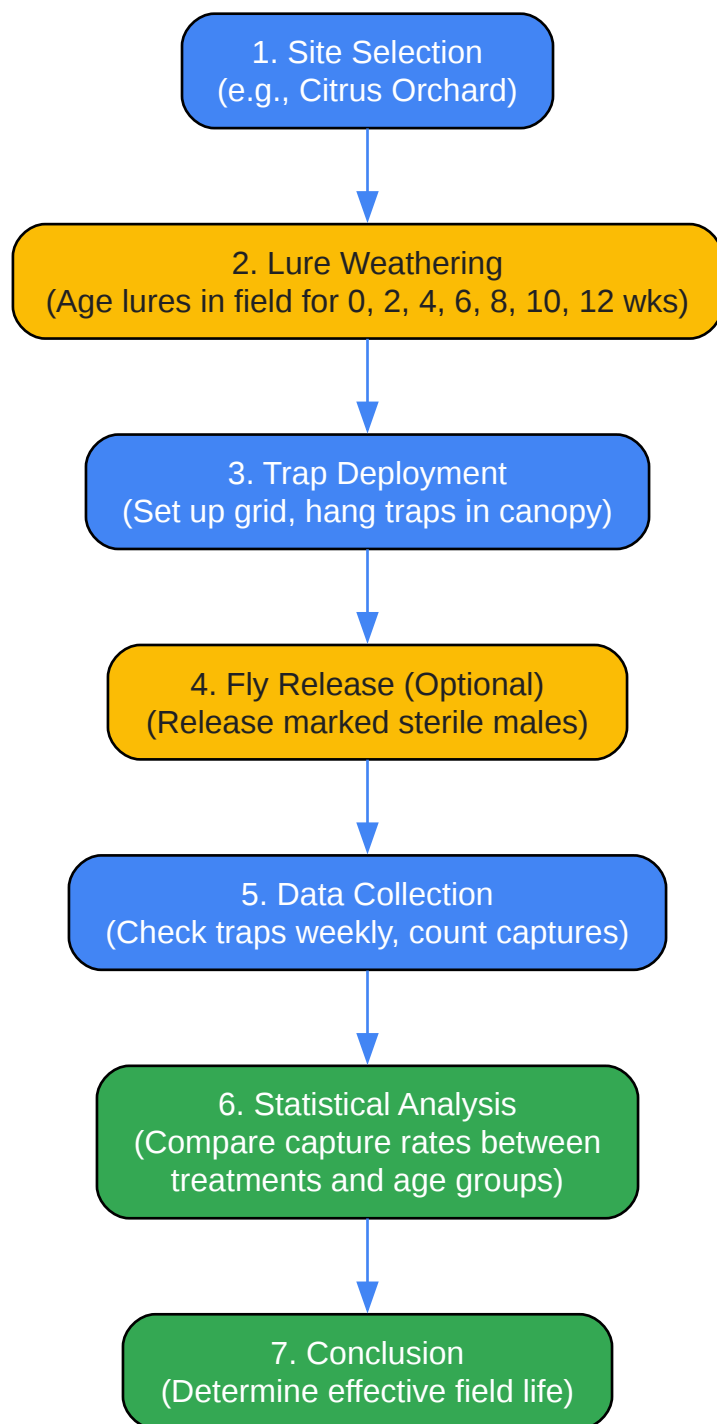 1. Site Selection
(e.g., Citrus Orchard)
2. Lure Weathering
(Age lures in field for 0, 2, 4, 6, 8, 10, 12 wks)
3. Trap Deployment
(Set up grid, hang traps in canopy)
4. Fly Release (Optional)
(Release marked sterile males)
5. Data Collection
(Check traps weekly, count captures)
6. Statistical Analysis
(Compare capture rates between
treatments and age groups)
7. Conclusion
(Determine effective field life)